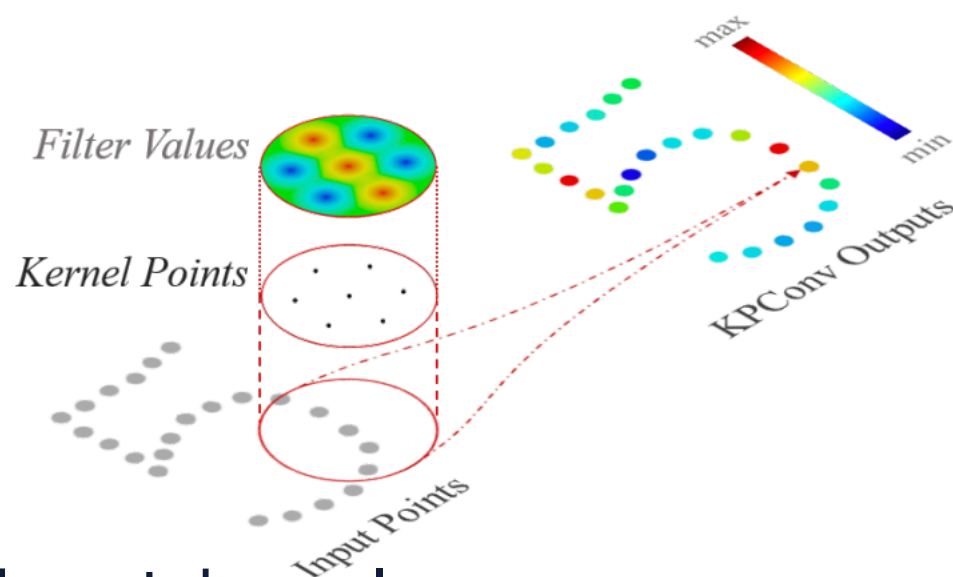 max
min
Filter Values
Kernel Points
KPConv Outputs
Input Points